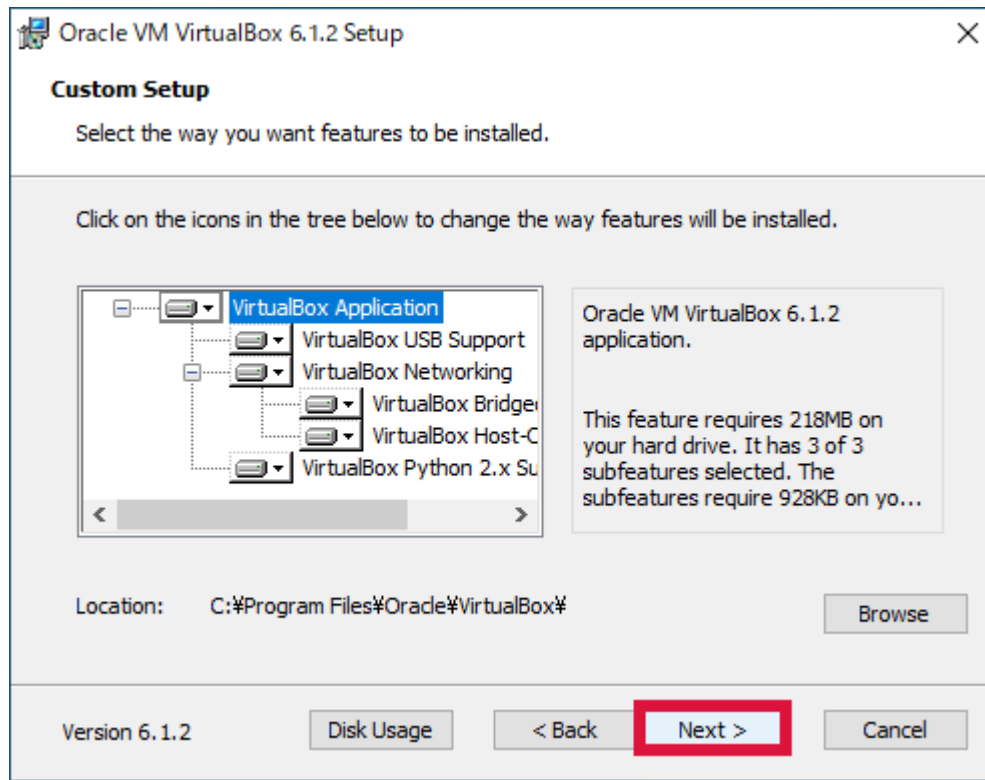 Oracle VM VirtualBox 6.1.2 Setup
Custom Setup
Select the way you want features to be installed.
Click on the icons in the tree below to change the way features will be installed.
VirtualBox Application
VirtualBox USB Support
VirtualBox Networking
VirtualBox Bridge
VirtualBox Host-C
VirtualBox Python 2.x Su
Oracle VM VirtualBox 6.1.2
application.
This feature requires 218MB on
your hard drive. It has 3 of 3
subfeatures selected. The
subfeatures require 928KB on yo...
Location: C:¥Program Files¥Oracle¥VirtualBox¥
Browse
Version 6.1.2 Disk Usage < Back Next > Cancel